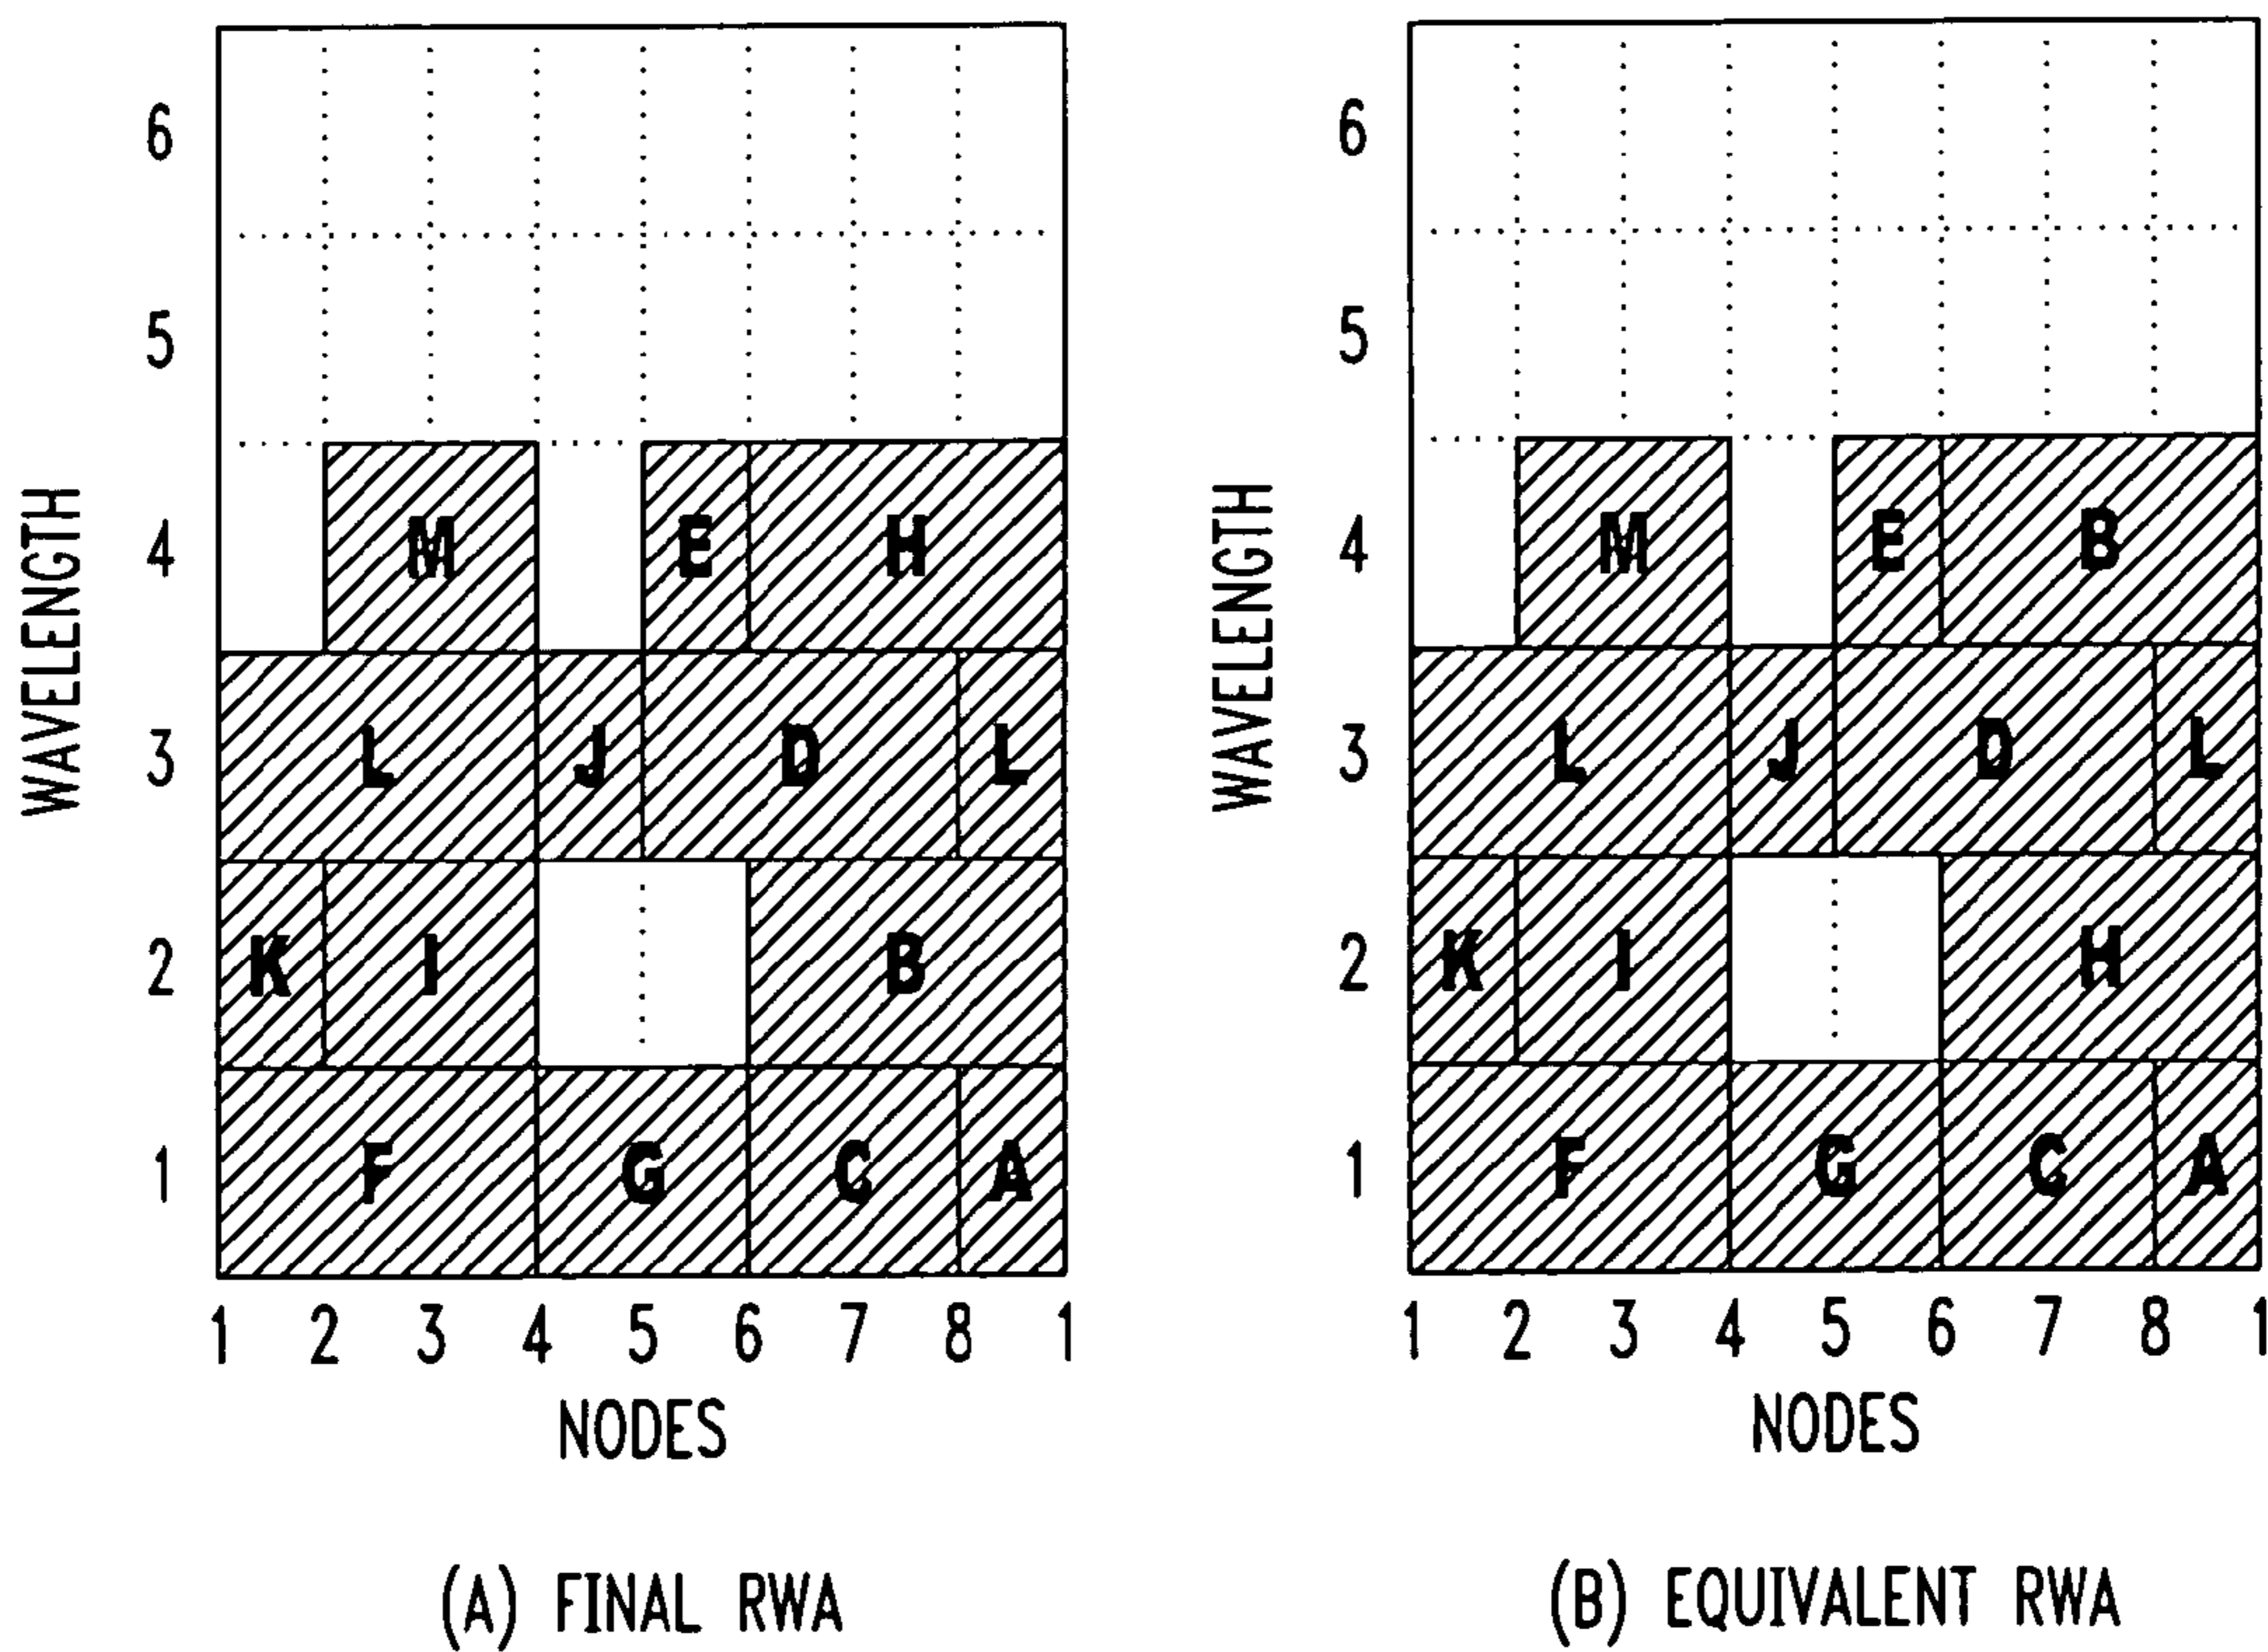 6
5
WAVELENGTH
4 M E H
3 L J D L
2 K I B
1 F G C A
1 2 3 4 5 6 7 8 1
NODES
(A) FINAL RWA
6
5
WAVELENGTH
4 M E B
3 L J D L
2 K I H
1 F G C A
1 2 3 4 5 6 7 8 1
NODES
(B) EQUIVALENT RWA